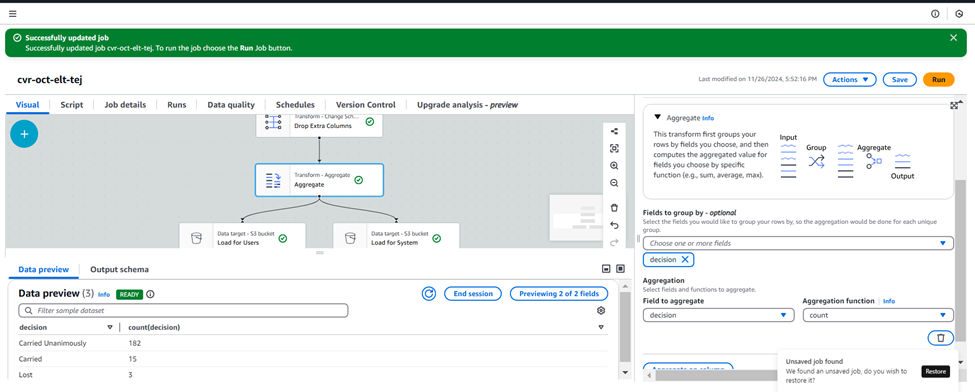 Successfully updated job
Successfully updated job cvr-oct-elt-tej. To run the job choose the Run Job button.
cvr-oct-elt-tej
Last modified on 11/26/2024, 5:52:16 PM
Actions
Save
Run
Visual
Script
Job details
Runs
Data quality
Schedules
Version Control
Upgrade analysis - preview
Transform - Change Sch...
Drop Extra Columns
Transform - Aggregate
Aggregate
Data target - S3 bucket
Load for Users
Data target - S3 bucket
Load for System
Data preview
Output schema
Data preview (3) Info READY
End session
Previewing 2 of 2 fields
Filter sample dataset
decision
count(decision)
Carried Unanimously
182
Carried
15
Lost
3
Aggregate Info
This transform first groups your
rows by fields you choose, and then
computes the aggregated value for
fields you choose by specific
function (e.g., sum, average, max).
Input
Group
Aggregate
Output
Fields to group by - optional
Select the fields you would like to group your rows by, so the aggregation would be done for each unique
group.
Choose one or more fields
decision
Aggregation
Select fields and functions to aggregate.
Field to aggregate
Aggregation function Info
decision
count
Aggregate on column
Unsaved job found
We found an unsaved job, do you wish to
restore it?
Restore